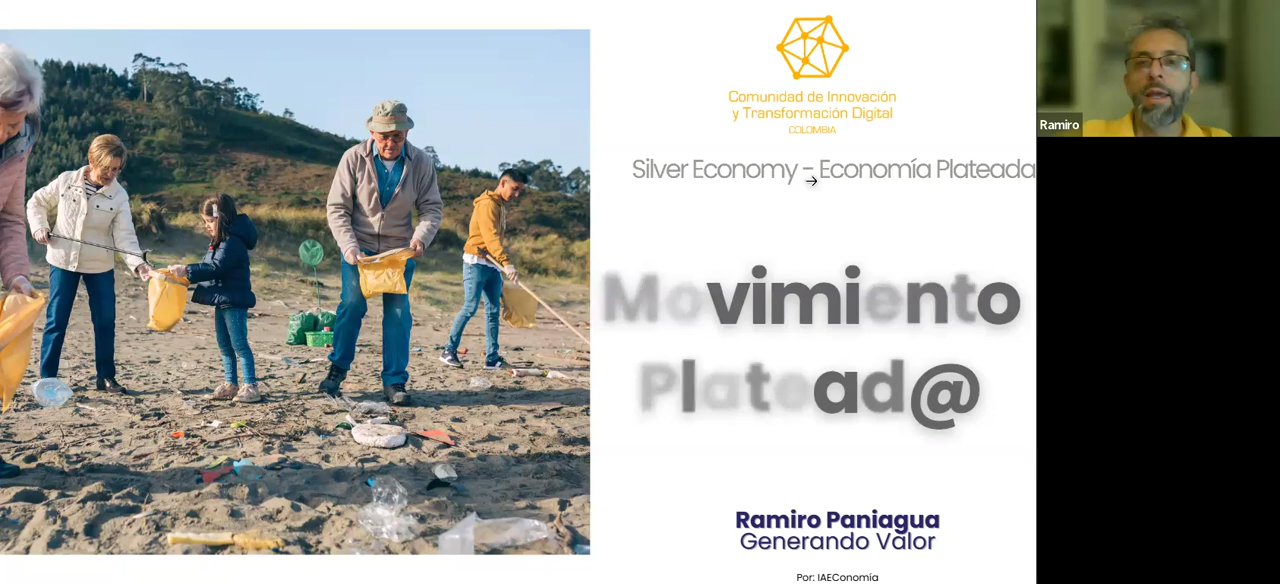 Comunidad de Innovación
y Transformación Digital
COLOMBIA
Silver Economy - Economía Plateada
Movimiento
Platead@
Ramiro Paniagua
Generando Valor
Por: IAEConomía
Ramiro